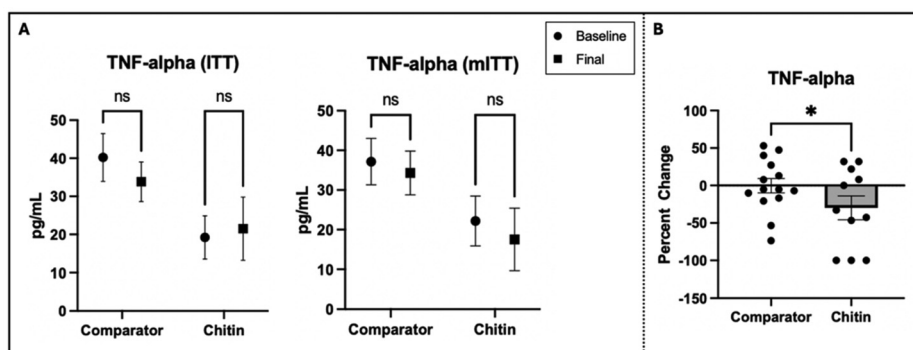 A
TNF-alpha (ITT)
TNF-alpha (mITT)
Baseline
Final
ns
ns
ns
ns
pg/mL
50
40
30
20
10
0
Comparator
Chitin
pg/mL
50
40
30
20
10
0
Comparator
Chitin
B
TNF-alpha
*
Percent Change
100
50
0
-50
-100
-150
Comparator
Chitin